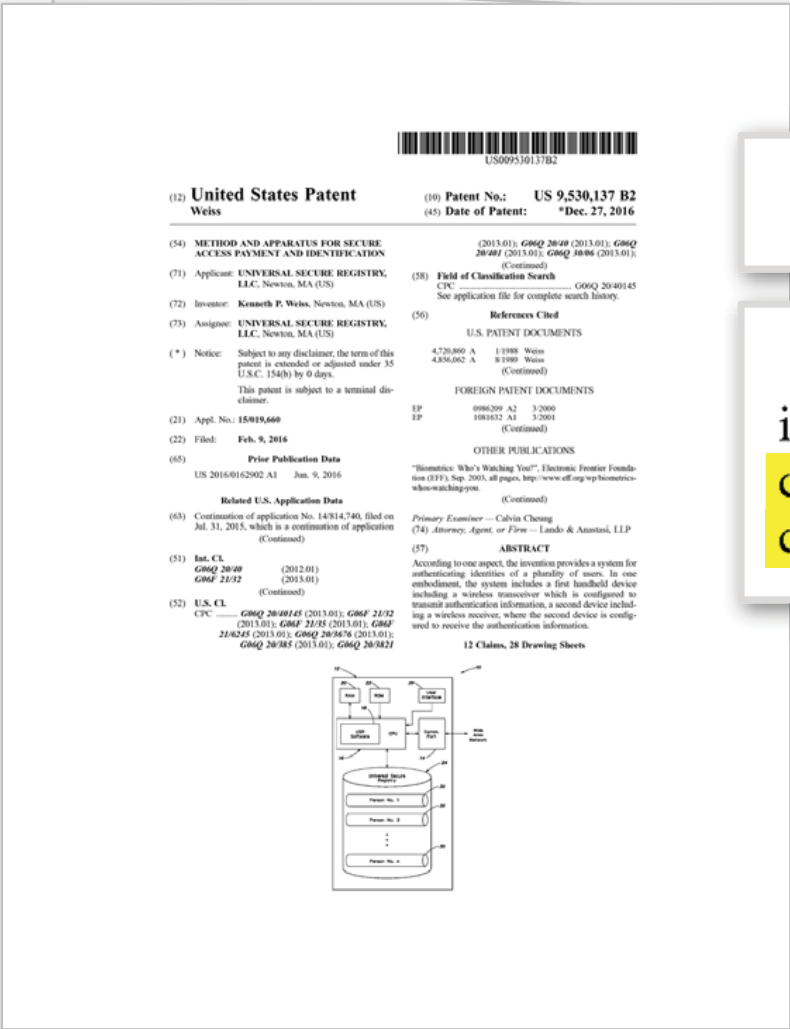 US009530137B2
(12) United States Patent
Weiss
(10) Patent No.: US 9,530,137 B2
(45) Date of Patent: *Dec. 27, 2016
(54) METHOD AND APPARATUS FOR SECURE
ACCESS PAYMENT AND IDENTIFICATION
(71) Applicant: UNIVERSAL SECURE REGISTRY,
LLC, Newton, MA (US)
(72) Inventor: Kenneth P. Weiss, Newton, MA (US)
(73) Assignee: UNIVERSAL SECURE REGISTRY,
LLC, Newton, MA (US)
( * ) Notice: Subject to any disclaimer, the term of this
patent is extended or adjusted under 35
U.S.C. 154(b) by 0 days.
This patent is subject to a terminal dis-
claimer.
(21) Appl. No.: 15/019,660
(22) Filed: Feb. 9, 2016
(65) Prior Publication Data
US 2016/0162902 A1 Jun. 9, 2016
Related U.S. Application Data
(63) Continuation of application No. 14/814,740, filed on
Jul. 31, 2015, which is a continuation of application
(Continued)
(51) Int. Cl.
G06Q 20/40 (2012.01)
G06F 21/32 (2013.01)
(Continued)
(52) U.S. Cl.
CPC ........ G06Q 20/40145 (2013.01); G06F 21/32
(2013.01); G06F 21/35 (2013.01); G06F
21/6245 (2013.01); G06Q 20/3676 (2013.01);
G06Q 20/385 (2013.01); G06Q 20/3821
(2013.01); G06Q 20/40 (2013.01); G06Q
20/401 (2013.01); G06Q 30/06 (2013.01);
(Continued)
(58) Field of Classification Search
CPC ................................ G06Q 20/40145
See application file for complete search history.
(56) References Cited
U.S. PATENT DOCUMENTS
4,720,860 A 1/1988 Weiss
4,856,062 A 8/1989 Weiss
(Continued)
FOREIGN PATENT DOCUMENTS
EP 0986209 A2 3/2000
EP 1081632 A1 3/2001
(Continued)
OTHER PUBLICATIONS
"Biometrics: Who's Watching You?", Electronic Frontier Founda-
tion (EFF), Sep. 2003, all pages, http://www.eff.org/wp/biometrics-
whos-watching-you.
(Continued)
Primary Examiner — Calvin Cheung
(74) Attorney, Agent, or Firm — Lando & Anastasi, LLP
(57) ABSTRACT
According to one aspect, the invention provides a system for
authenticating identities of a plurality of users. In one
embodiment, the system includes a first handheld device
including a wireless transceiver which is configured to
transmit authentication information, a second device includ-
ing a wireless receiver, where the second device is config-
ured to receive the authentication information.
12 Claims, 28 Drawing Sheets
User
Interface
USR
Software
CPU
Comm.
Port
Wide
Area
Network
Universal Secure
Registry
Person No. 1
Person No. 2
Person No. n